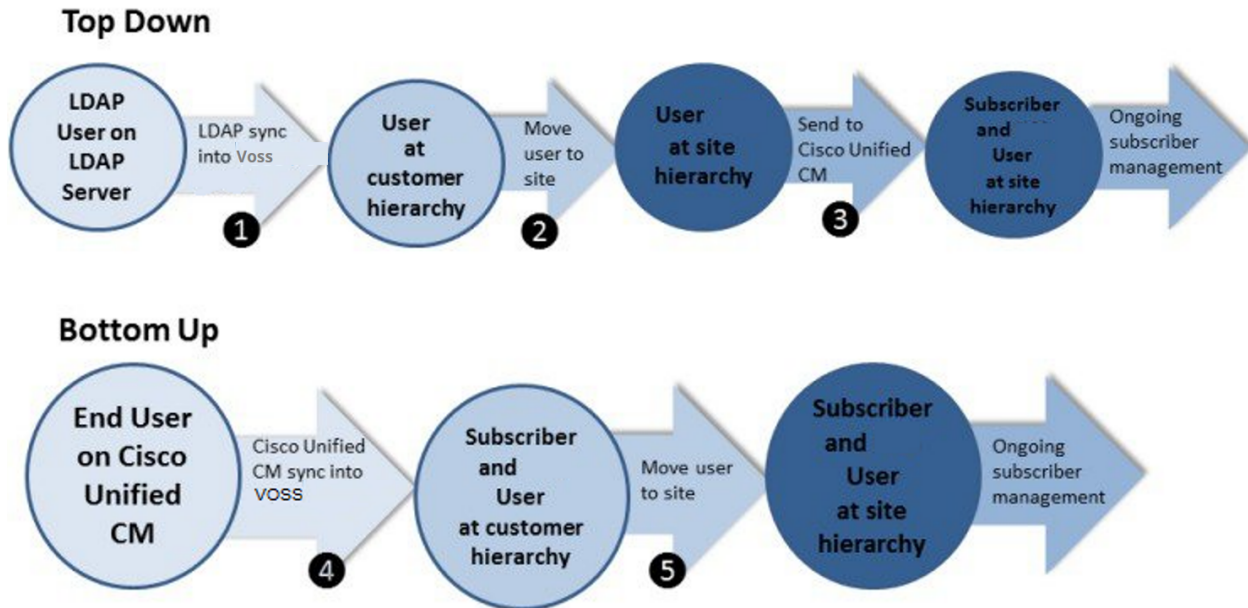 Top Down
LDAP
User on
LDAP
Server
LDAP sync
into Voss
1
User
at
customer
hierarchy
Move
user to
site
2
User
at site
hierarchy
Send to
Cisco Unified
CM
3
Subscriber
and
User
at site
hierarchy
Ongoing
subscriber
management
Bottom Up
End User
on Cisco
Unified
CM
Cisco Unified
CM sync into
VOSS
4
Subscriber
and
User
at customer
hierarchy
Move user
to site
5
Subscriber
and
User
at site
hierarchy
Ongoing
subscriber
management